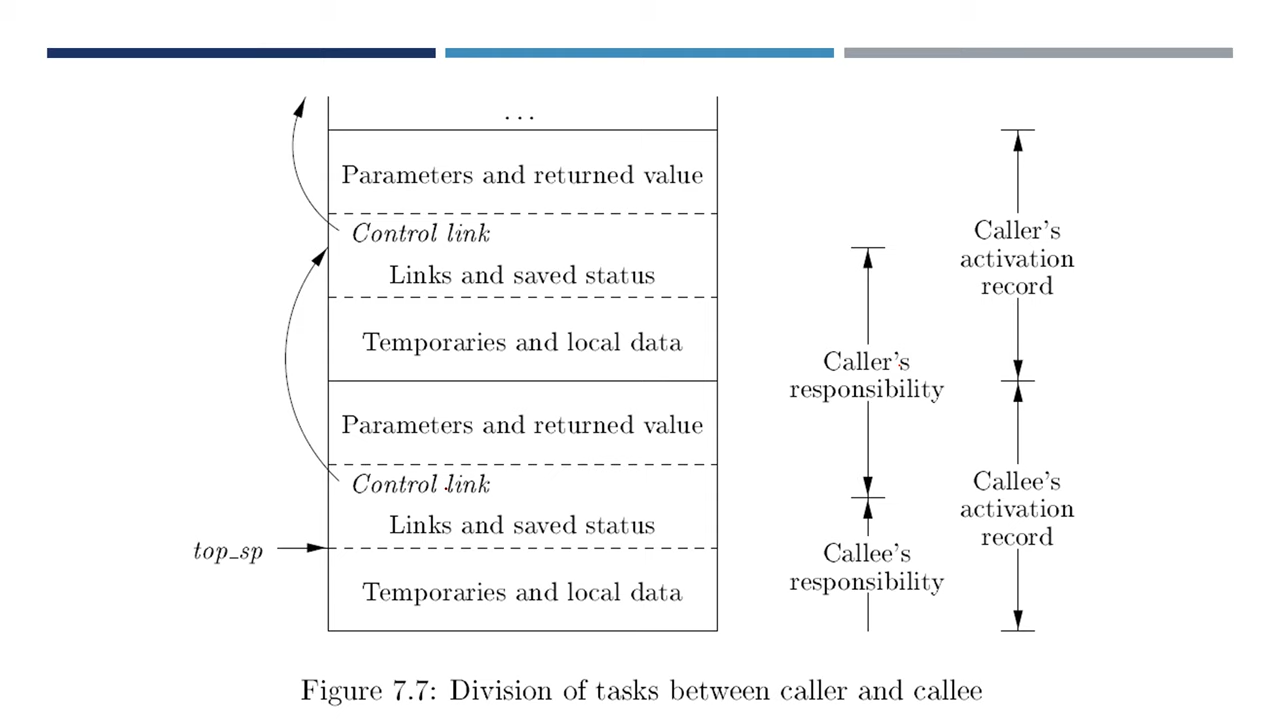 ...
Parameters and returned value
Control link
Links and saved status
Temporaries and local data
Parameters and returned value
Control link
Links and saved status
Temporaries and local data
top_sp
Caller's
responsibility
Callee's
responsibility
Caller's
activation
record
Callee's
activation
record
Figure 7.7: Division of tasks between caller and callee